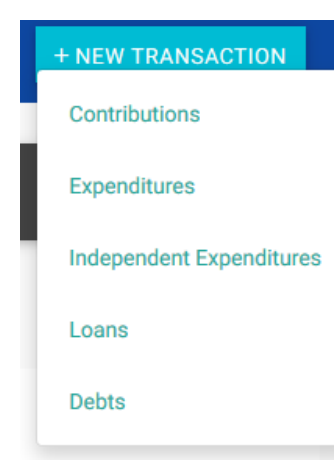 + NEW TRANSACTION
Contributions
Expenditures
Independent Expenditures
Loans
Debts